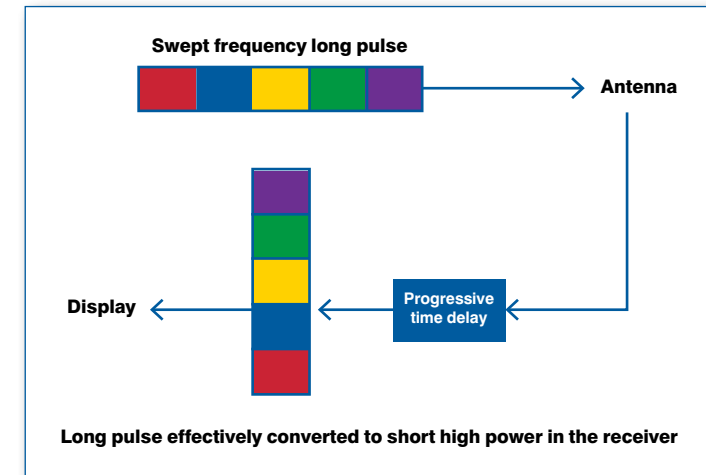 Swept frequency long pulse
Antenna
Display
Progressive
time delay
Long pulse effectively converted to short high power in the receiver